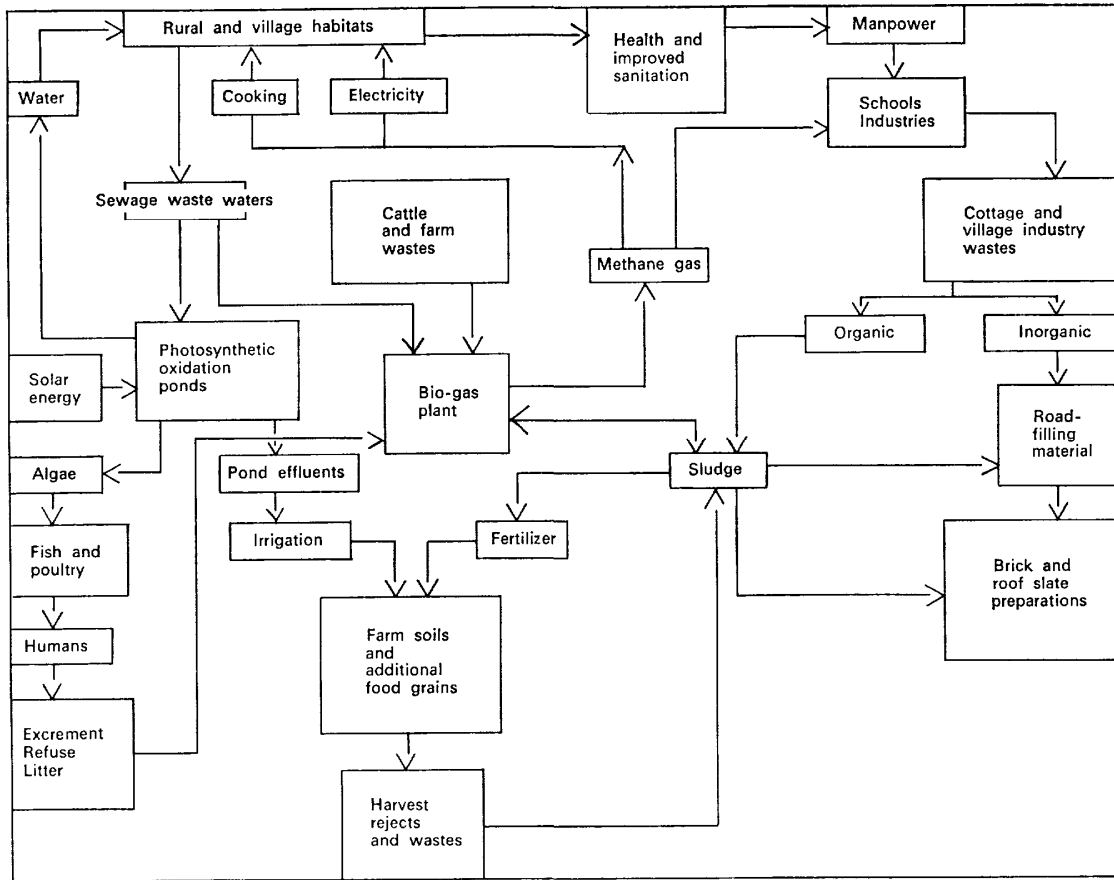 Rural and village habitats
Health and
improved
sanitation
Manpower
Water
Cooking
Electricity
Schools
Industries
Sewage waste waters
Cattle
and farm
wastes
Methane gas
Cottage and
village industry
wastes
Organic
Inorganic
Photosynthetic
oxidation
ponds
Solar
energy
Bio-gas
plant
Road-
filling
material
Algae
Pond effluents
Sludge
Fish and
poultry
Irrigation
Fertilizer
Brick and
roof slate
preparations
Humans
Farm soils
and
additional
food grains
Excrement
Refuse
Litter
Harvest
rejects
and wastes